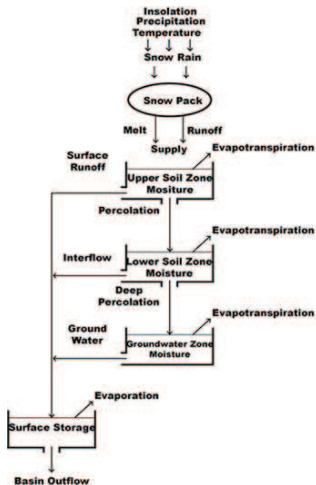 Insolation
Precipitation
Temperature
Snow Rain
Snow Pack
Melt
Runoff
Supply
Surface
Runoff
Evapotranspiration
Upper Soil Zone
Mositure
Percolation
Evapotranspiration
Interflow
Lower Soil Zone
Moisture
Deep
Percolation
Evapotranspiration
Ground
Water
Groundwater Zone
Moisture
Evaporation
Surface Storage
Basin Outflow